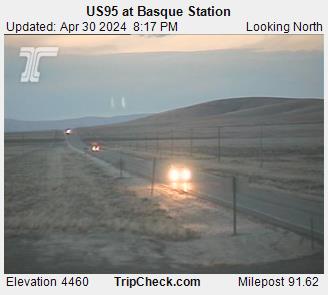 US95 at Basque Station
Updated: Apr 30 2024 8:17 PM Looking North
Elevation 4460 TripCheck.com Milepost 91.62